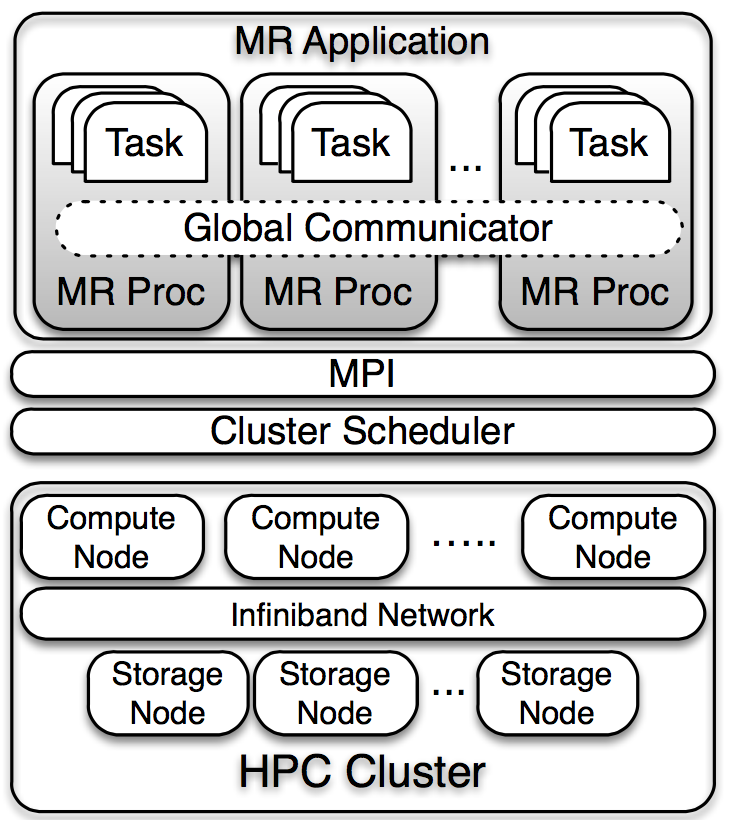 MR Application
Task Task ... Task
Global Communicator
MR Proc MR Proc MR Proc
MPI
Cluster Scheduler
Compute Node Compute Node ..... Compute Node
Infiniband Network
Storage Node Storage Node ... Storage Node
HPC Cluster